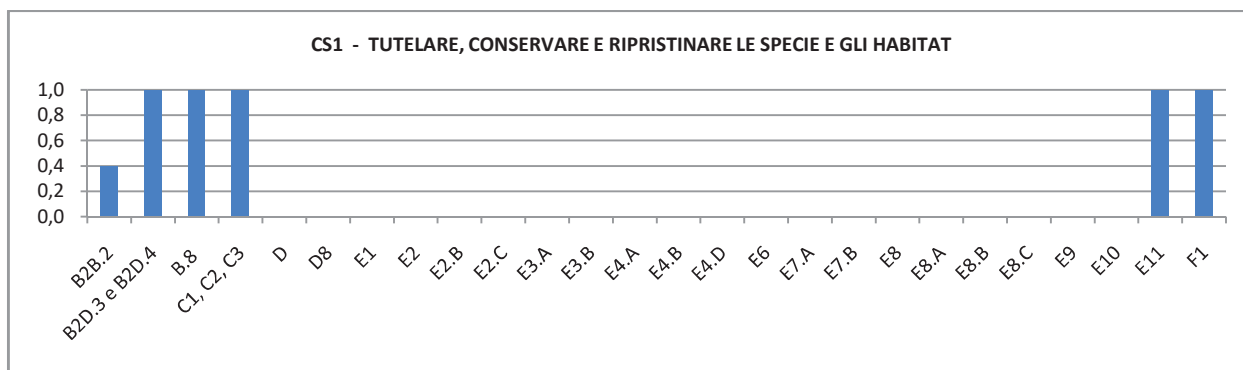 CS1 - TUTELARE, CONSERVARE E RIPRISTINARE LE SPECIE E GLI HABITAT
1,0
0,8
0,6
0,4
0,2
0,0
B2B.2
B2D.3 e B2D.4
B.8
C1, C2, C3
D
D8
E1
E2
E2.B
E2.C
E3.A
E3.B
E4.A
E4.B
E4.D
E6
E7.A
E7.B
E8
E8.A
E8.B
E8.C
E9
E10
E11
F1